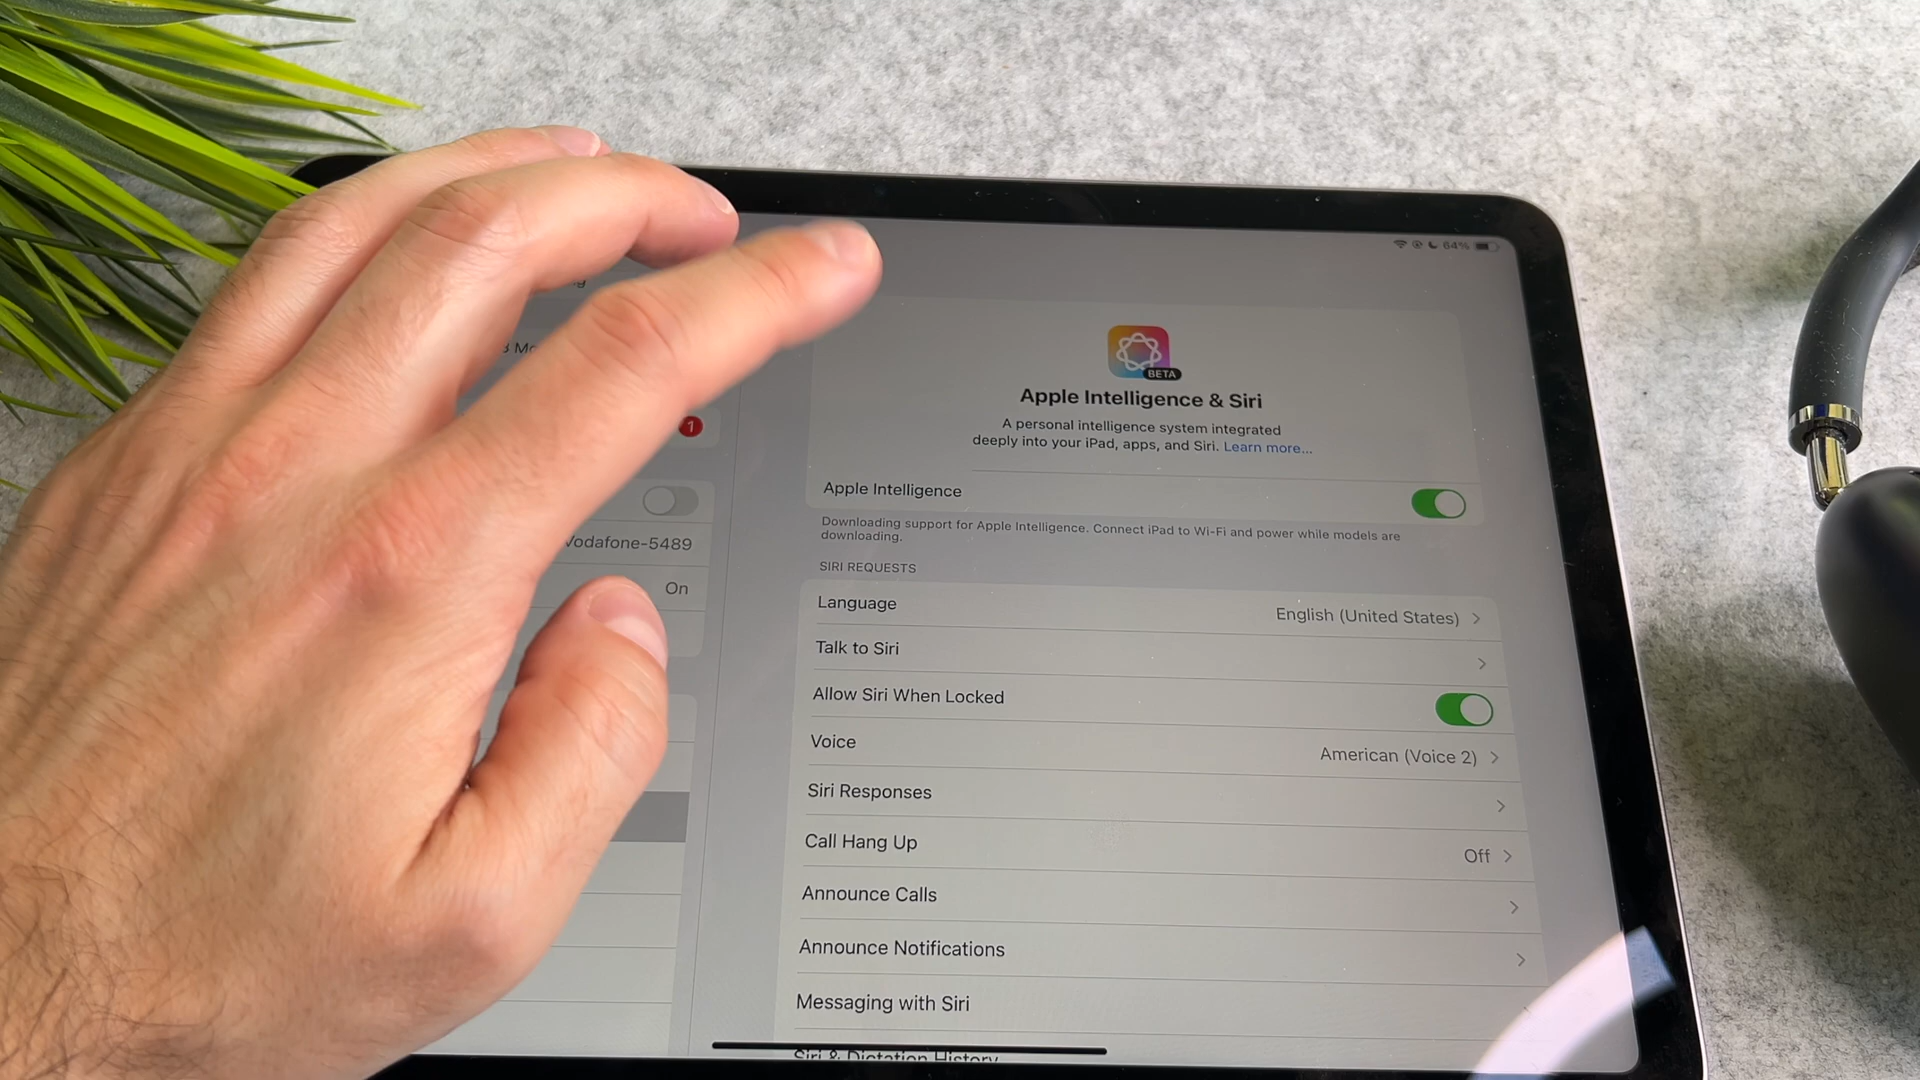 64%
1
Vodafone-5489
On
BETA
Apple Intelligence & Siri
A personal intelligence system integrated
deeply into your iPad, apps, and Siri. Learn more...
Apple Intelligence
Downloading support for Apple Intelligence. Connect iPad to Wi-Fi and power while models are
downloading.
SIRI REQUESTS
Language English (United States)
Talk to Siri
Allow Siri When Locked
Voice American (Voice 2)
Siri Responses
Call Hang Up Off
Announce Calls
Announce Notifications
Messaging with Siri
Siri & Dictation History